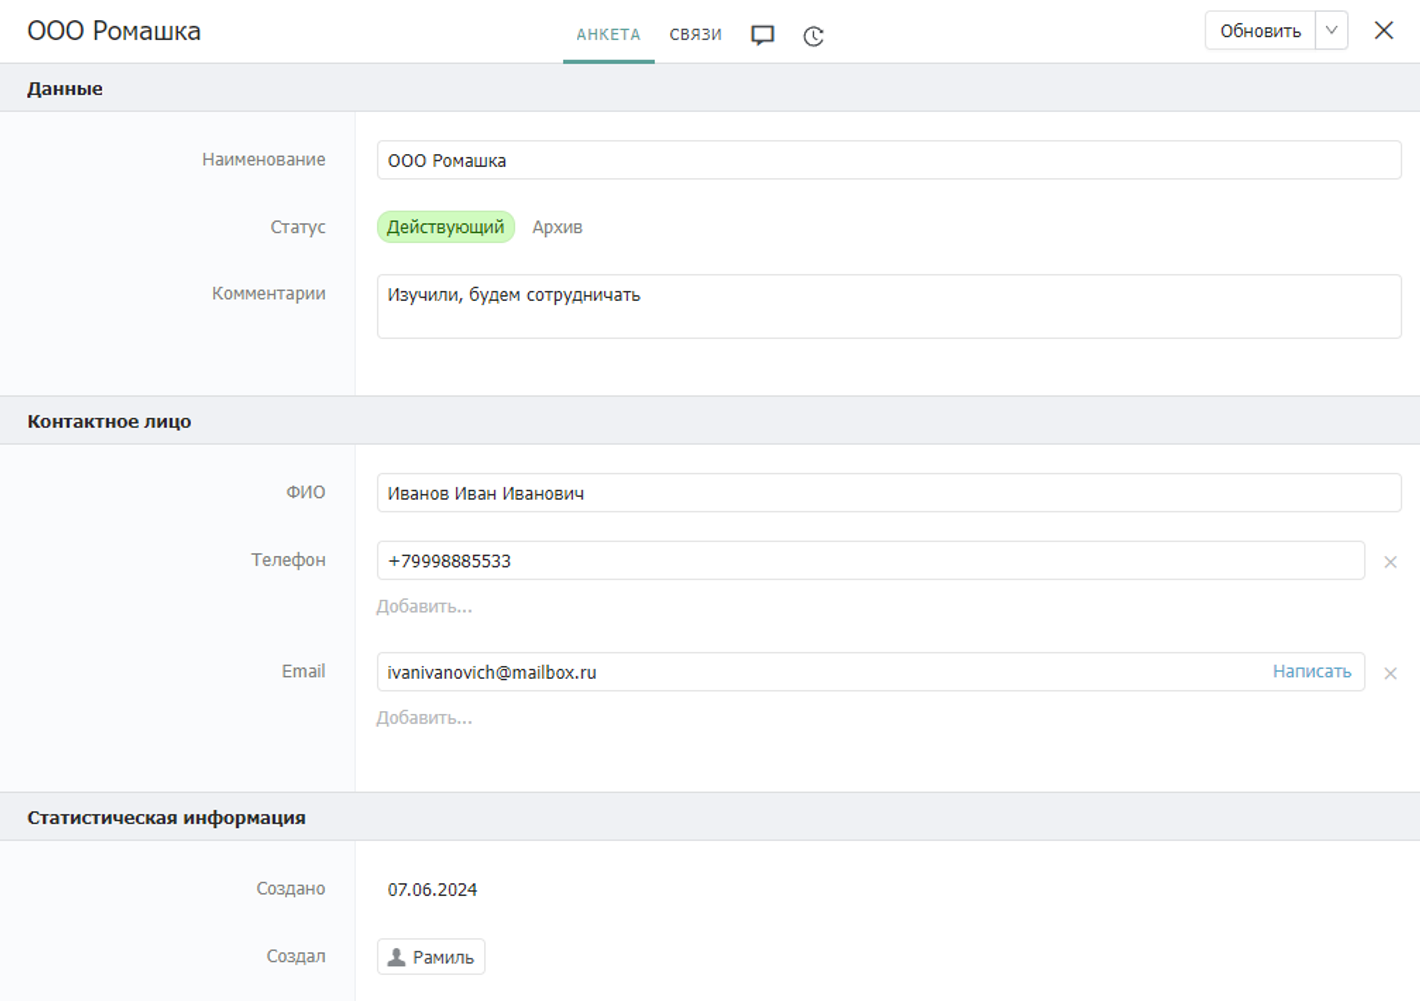 ООО Ромашка
АНКЕТА СВЯЗИ
Обновить
Данные
Наименование ООО Ромашка
Статус Действующий Архив
Комментарии Изучили, будем сотрудничать
Контактное лицо
ФИО Иванов Иван Иванович
Телефон +79998885533
Добавить...
Email ivanivanovich@mailbox.ru Написать
Добавить...
Статистическая информация
Создано 07.06.2024
Создал Рамиль